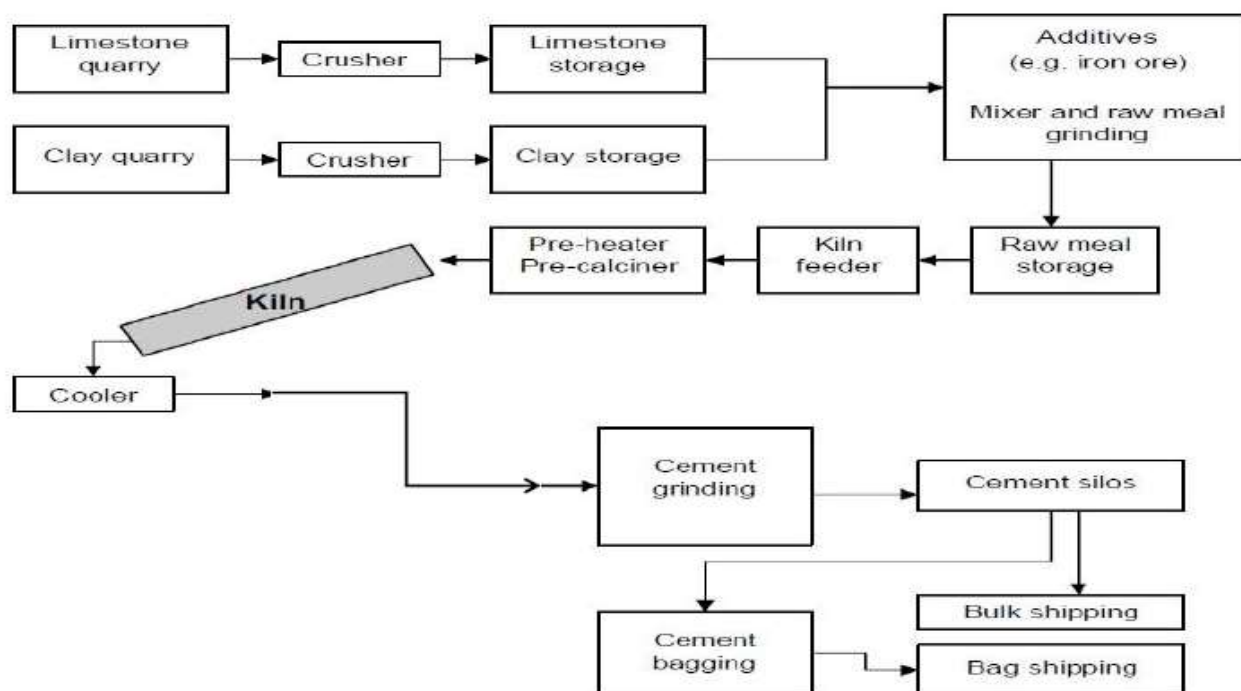 Limestone
quarry
Crusher
Limestone
storage
Additives
(e.g. iron ore)
Mixer and raw meal
grinding
Clay quarry
Crusher
Clay storage
Pre-heater
Pre-calciner
Kiln
feeder
Raw meal
storage
Kiln
Cooler
Cement
grinding
Cement silos
Bulk shipping
Cement
bagging
Bag shipping